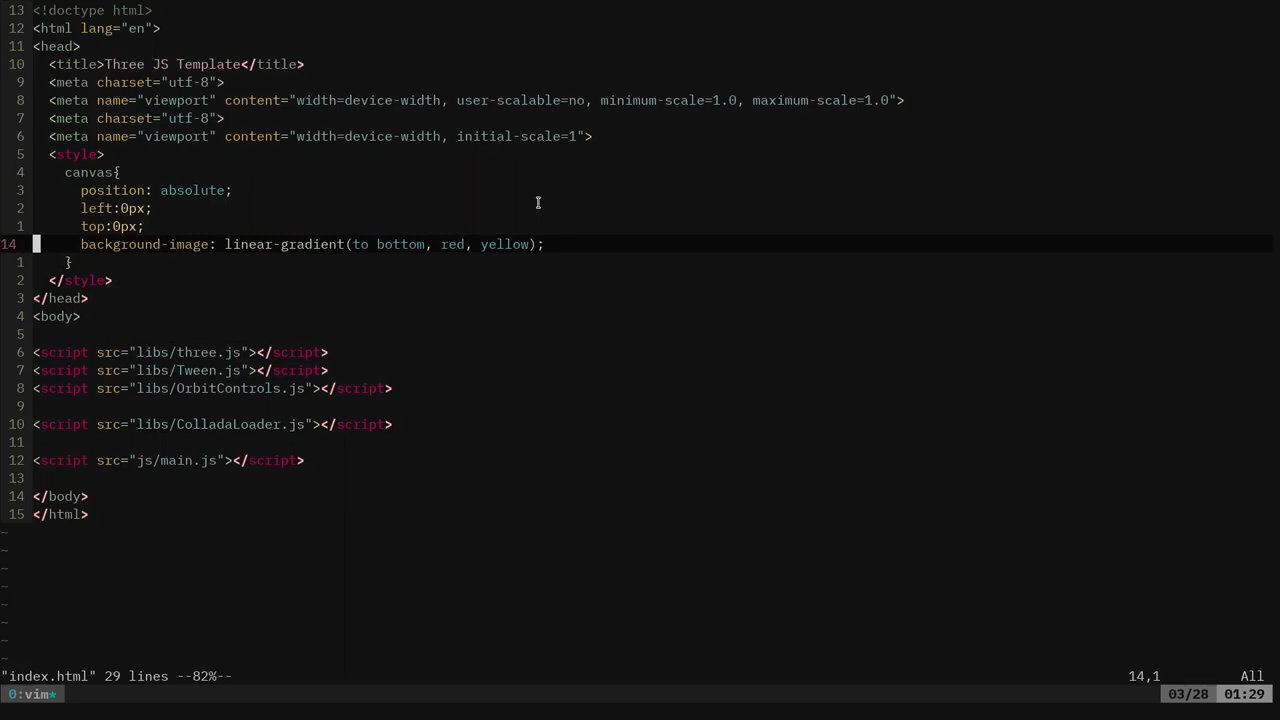 13 <!doctype html>
12 <html lang="en">
11 <head>
10   <title>Three JS Template</title>
9   <meta charset="utf-8">
8   <meta name="viewport" content="width=device-width, user-scalable=no, minimum-scale=1.0, maximum-scale=1.0">
7   <meta charset="utf-8">
6   <meta name="viewport" content="width=device-width, initial-scale=1">
5   <style>
4     canvas{
3       position: absolute;
2       left:0px;
1       top:0px;
14       background-image: linear-gradient(to bottom, red, yellow);
1     }
2   </style>
3 </head>
4 <body>
5
6 <script src="libs/three.js"></script>
7 <script src="libs/Tween.js"></script>
8 <script src="libs/OrbitControls.js"></script>
9
10 <script src="libs/ColladaLoader.js"></script>
11
12 <script src="js/main.js"></script>
13
14 </body>
15 </html>
~
~
~
~
~
~
~
~
"index.html" 29 lines --82%-- 14,1 All
0:vim* 03/28 01:29